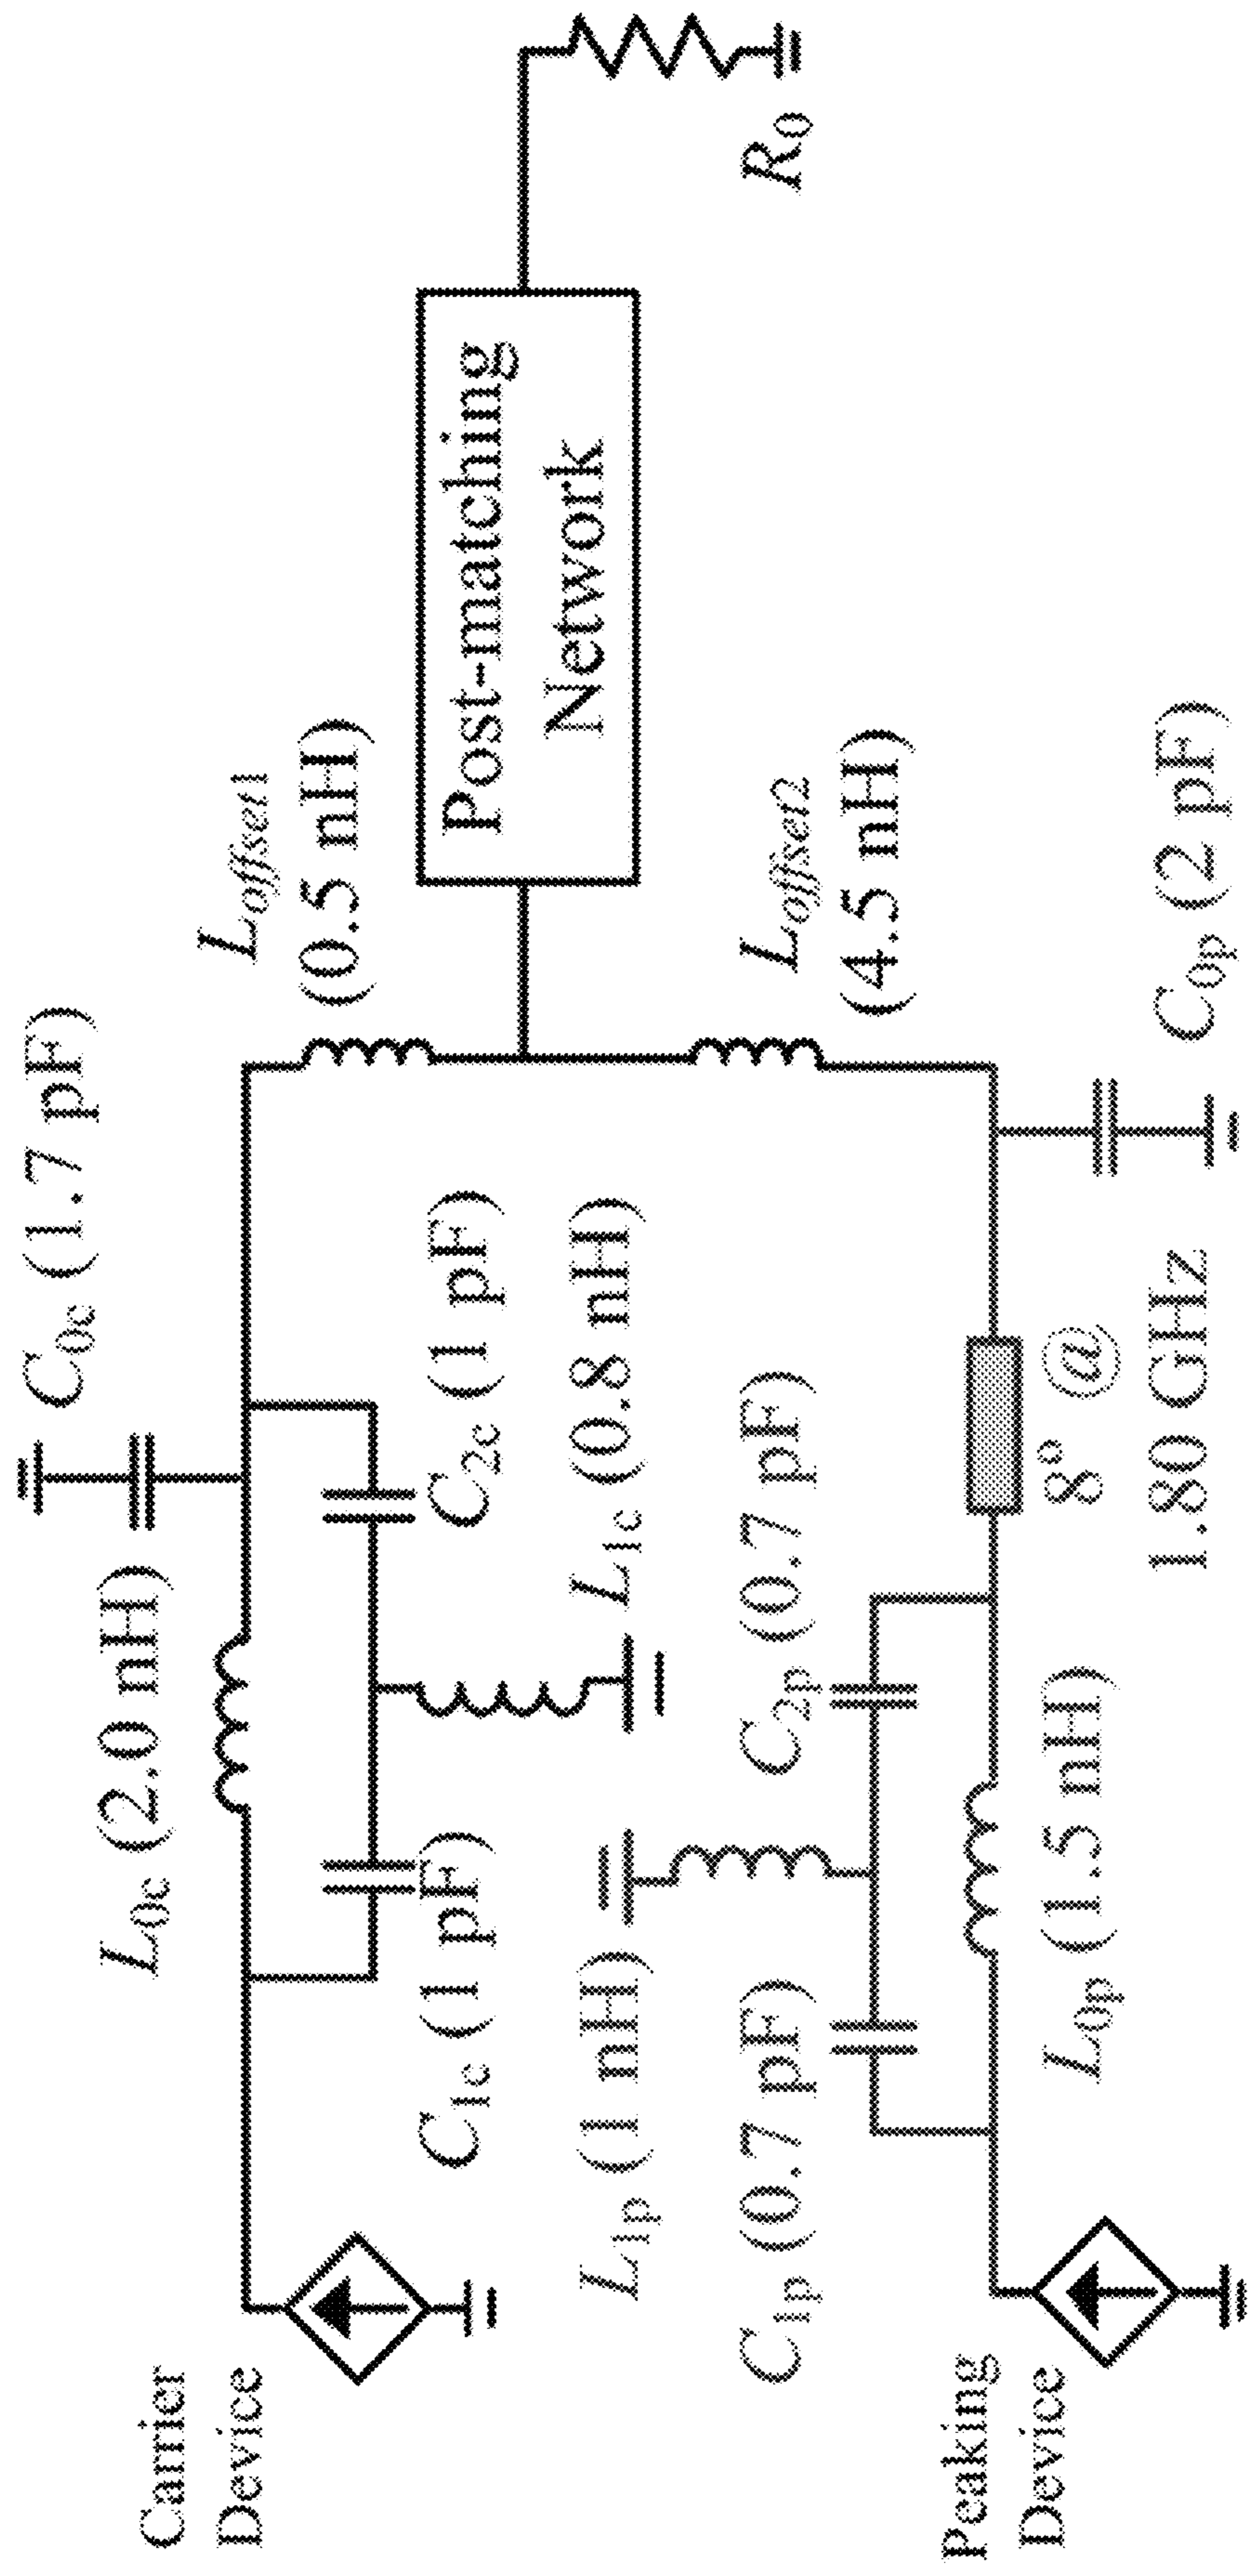 Carrier
Device
L0c (2.0 nH)
C0c (1.7 pF)
C1c (1 pF)
C2c (1 pF)
L1c (0.8 nH)
Loffset1
(0.5 nH)
Post-matching
Network
R0
Loffset2
(4.5 nH)
L1p (1 nH)
C1p (0.7 pF)
C2p (0.7 pF)
Peaking
Device
L0p (1.5 nH)
8° @
1.80 GHz
C0p (2 pF)